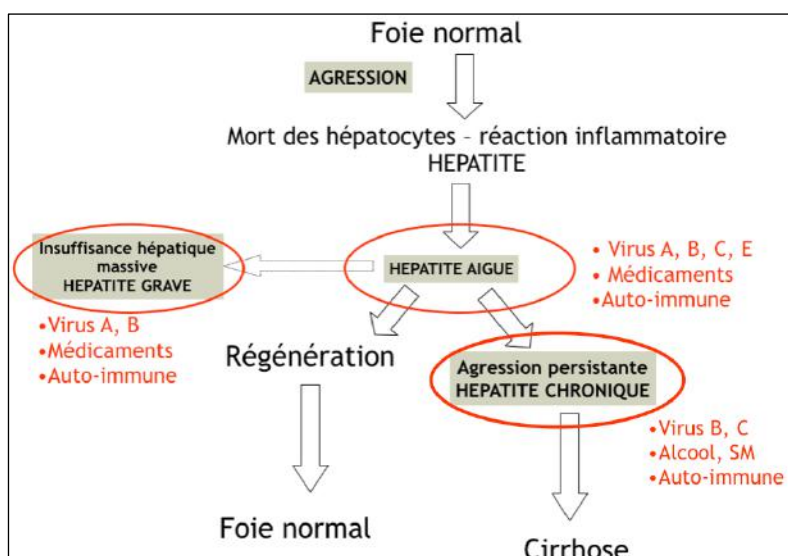 Foie normal
AGRESSION
Mort des hépatocytes - réaction inflammatoire
HEPATITE
Insuffisance hépatique
massive
HEPATITE GRAVE
HEPATITE AIGUE
• Virus A, B, C, E
• Médicaments
•Auto-immune
•Virus A, B
•Médicaments
•Auto-immune
Régénération
Agression persistante
HEPATITE CHRONIQUE
•Virus B, C
•Alcool, SM
•Auto-immune
Foie normal
Cirrhose